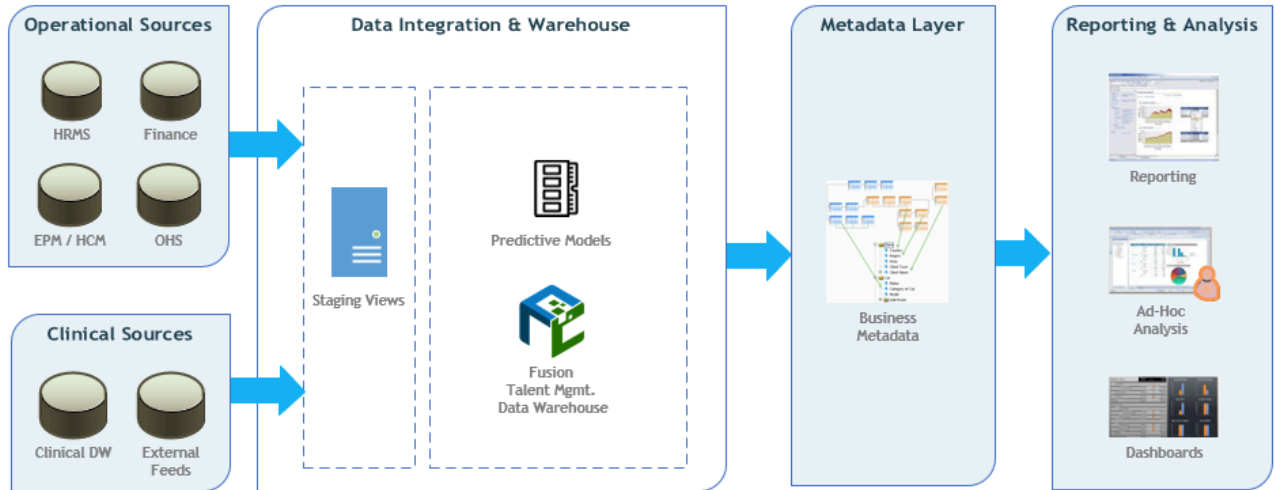 Operational Sources
HRMS
Finance
EPM / HCM
OHS
Clinical Sources
Clinical DW
External
Feeds
Data Integration & Warehouse
Staging Views
Predictive Models
Fusion
Talent Mgmt.
Data Warehouse
Metadata Layer
Business
Metadata
Reporting & Analysis
Reporting
Ad-Hoc
Analysis
Dashboards